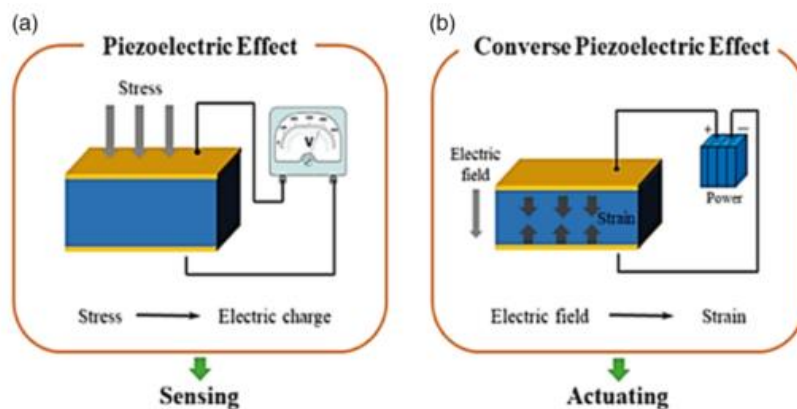 (a)
Piezoelectric Effect
Stress
V
Stress Electric charge
Sensing
(b)
Converse Piezoelectric Effect
Electric
field
+ −
Power
Strain
Electric field Strain
Actuating